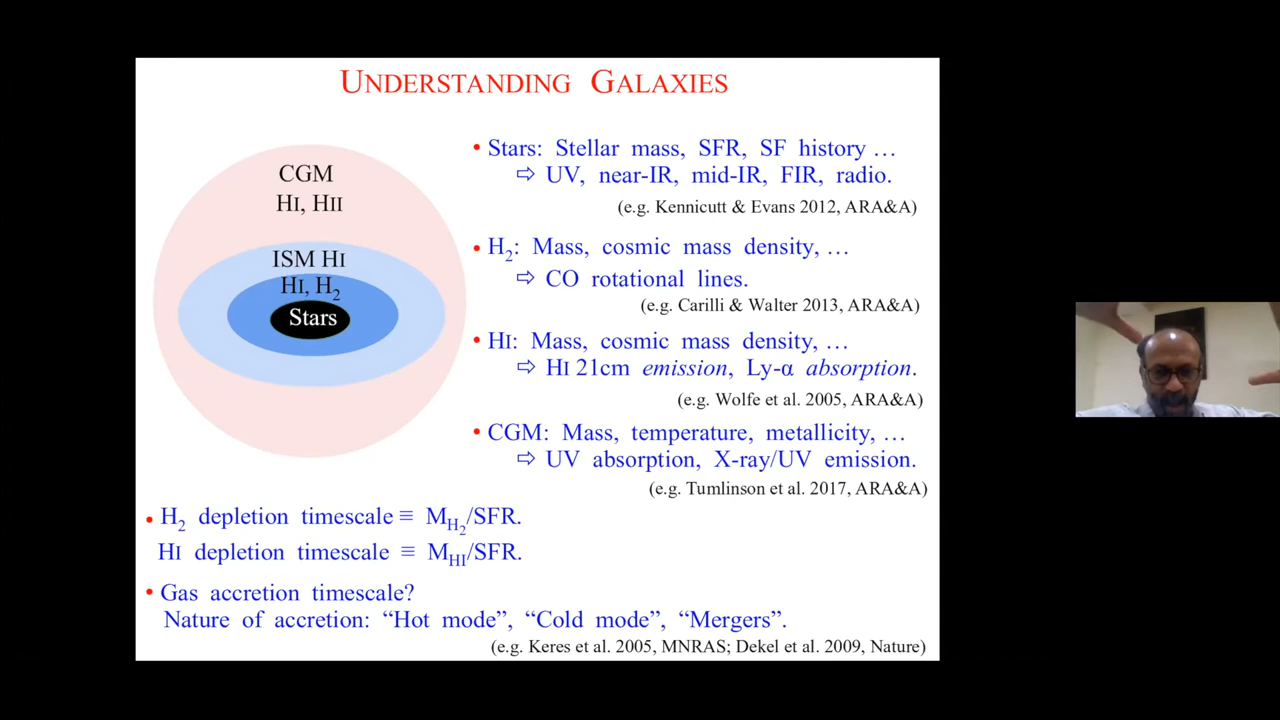 UNDERSTANDING GALAXIES
CGM
HI, HII
ISM HI
HI, H2
Stars
• Stars: Stellar mass, SFR, SF history …
⇨ UV, near-IR, mid-IR, FIR, radio.
(e.g. Kennicutt & Evans 2012, ARA&A)
• H2: Mass, cosmic mass density, …
⇨ CO rotational lines.
(e.g. Carilli & Walter 2013, ARA&A)
• HI: Mass, cosmic mass density, …
⇨ HI 21cm emission, Ly-α absorption.
(e.g. Wolfe et al. 2005, ARA&A)
• CGM: Mass, temperature, metallicity, …
⇨ UV absorption, X-ray/UV emission.
(e.g. Tumlinson et al. 2017, ARA&A)
• H2 depletion timescale ≡ MH2/SFR.
HI depletion timescale ≡ MHI/SFR.
• Gas accretion timescale?
Nature of accretion: “Hot mode”, “Cold mode”, “Mergers”.
(e.g. Keres et al. 2005, MNRAS; Dekel et al. 2009, Nature)